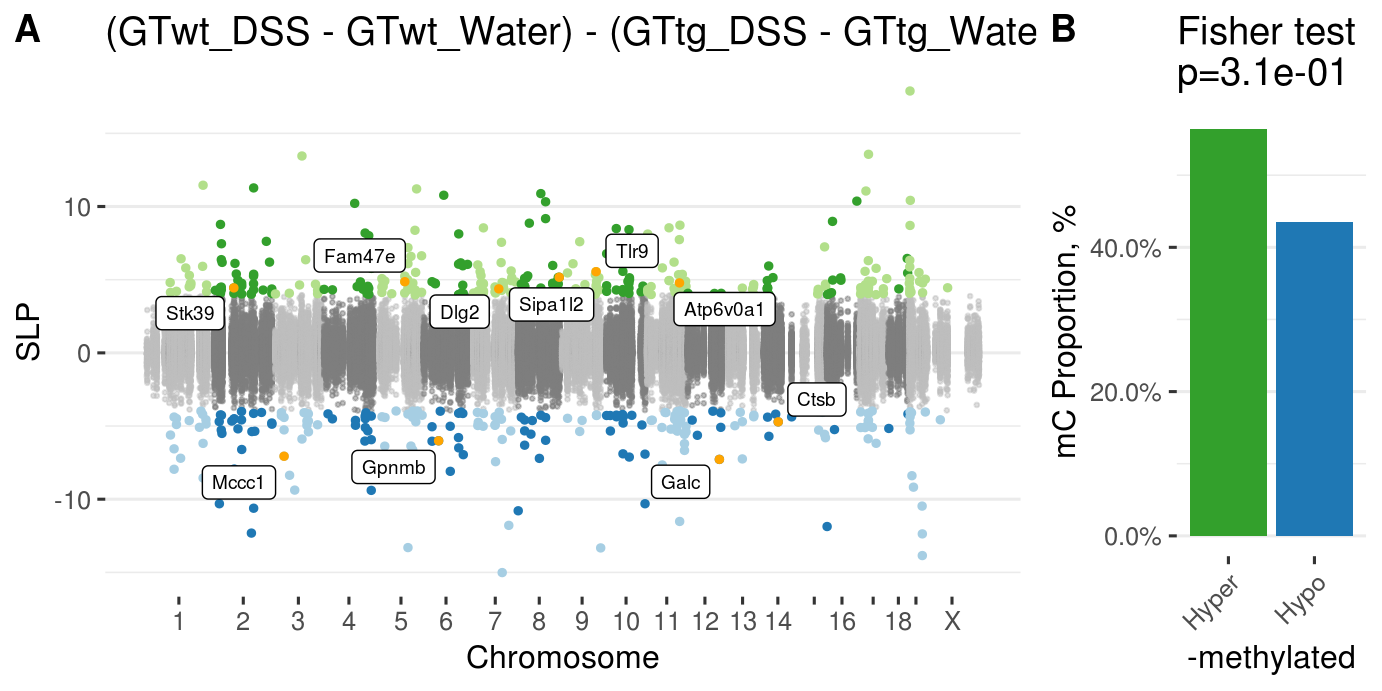 A
(GTwt_DSS - GTwt_Water) - (GTtg_DSS - GTtg_Wate
SLP
10
0
-10
Fam47e
Tlr9
Stk39
Dlg2
Sipa1l2
Atp6v0a1
Ctsb
Mccc1
Gpnmb
Galc
1 2 3 4 5 6 7 8 9 10 11 12 13 14 16 17 18 X
Chromosome
B
Fisher test
p=3.1e-01
mC Proportion, %
40.0%
20.0%
0.0%
Hyper
Hypo
-methylated